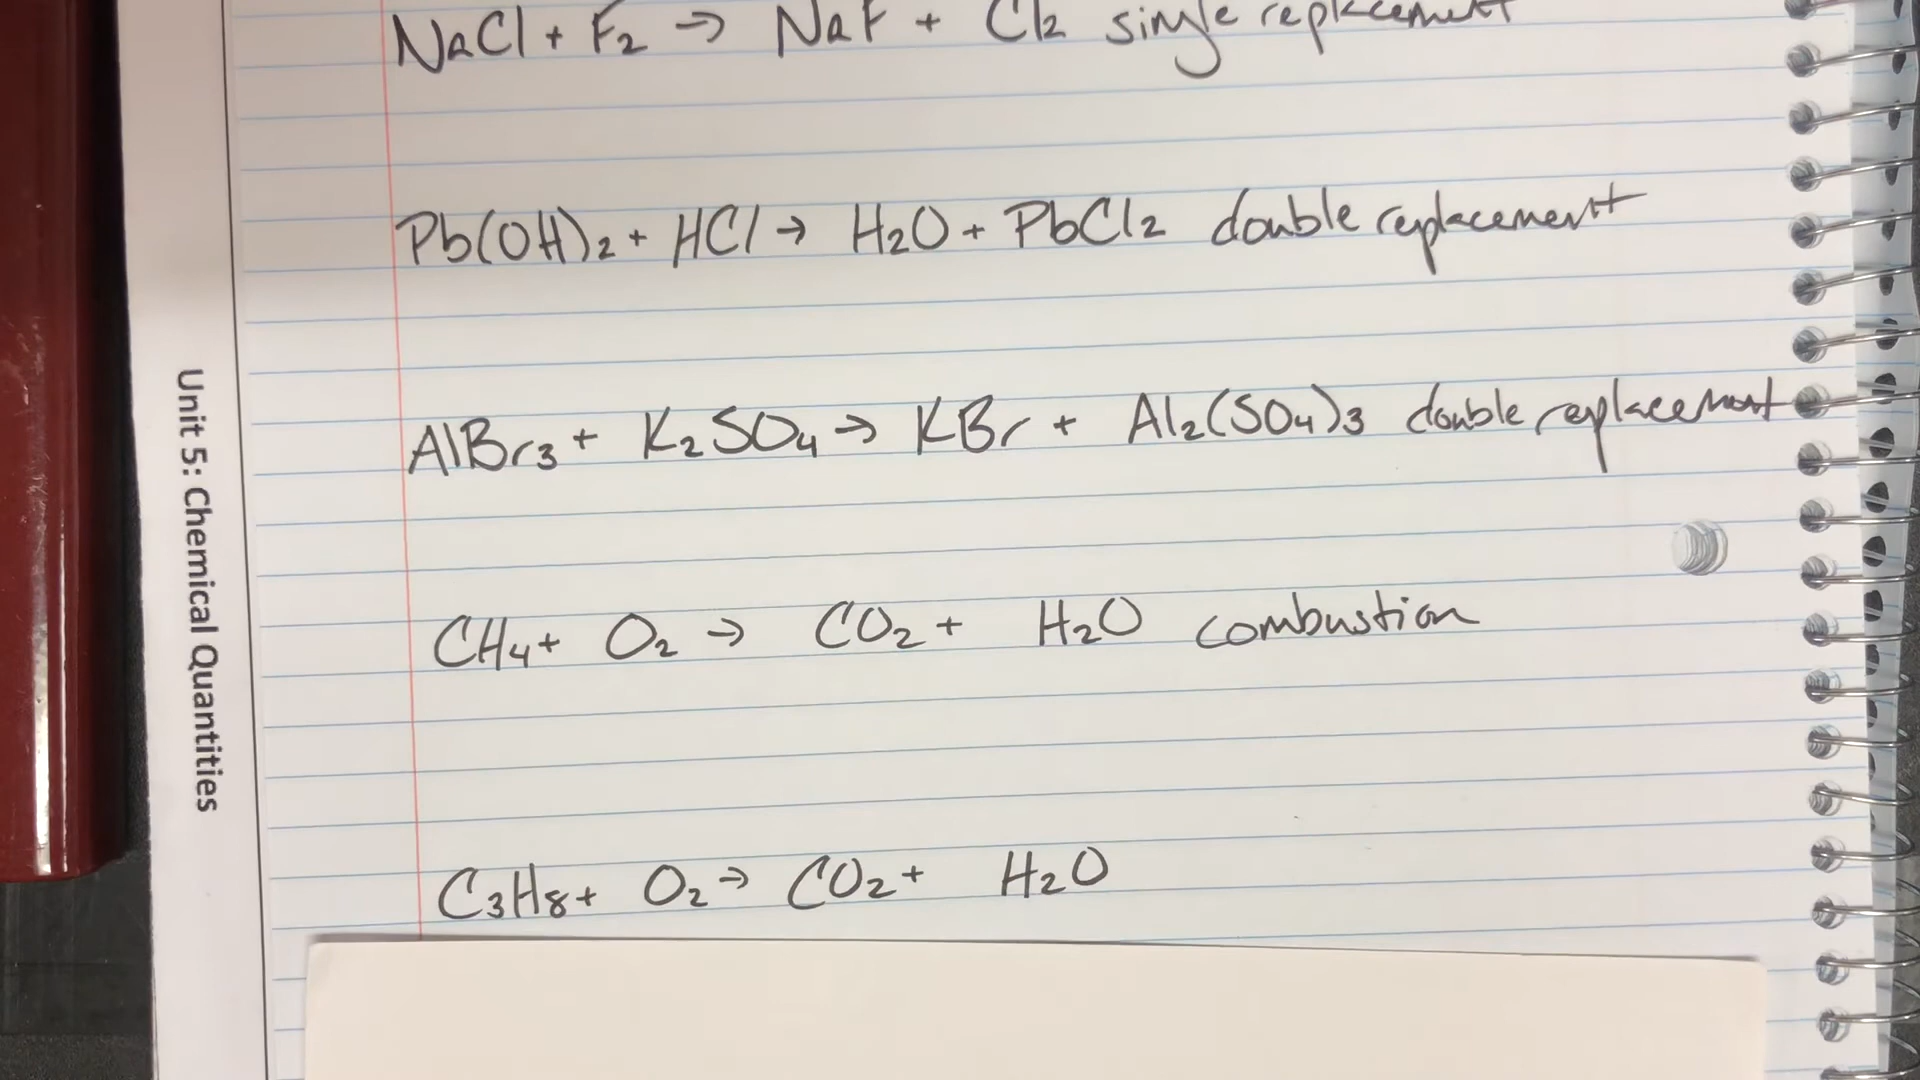 NaCl + F2 → NaF + Cl2 single replacement
Pb(OH)2 + HCl → H2O + PbCl2 double replacement
AlBr3 + K2SO4 → KBr + Al2(SO4)3 double replacement
CH4 + O2 → CO2 + H2O combustion
C3H8 + O2 → CO2 + H2O
Unit 5: Chemical Quantities